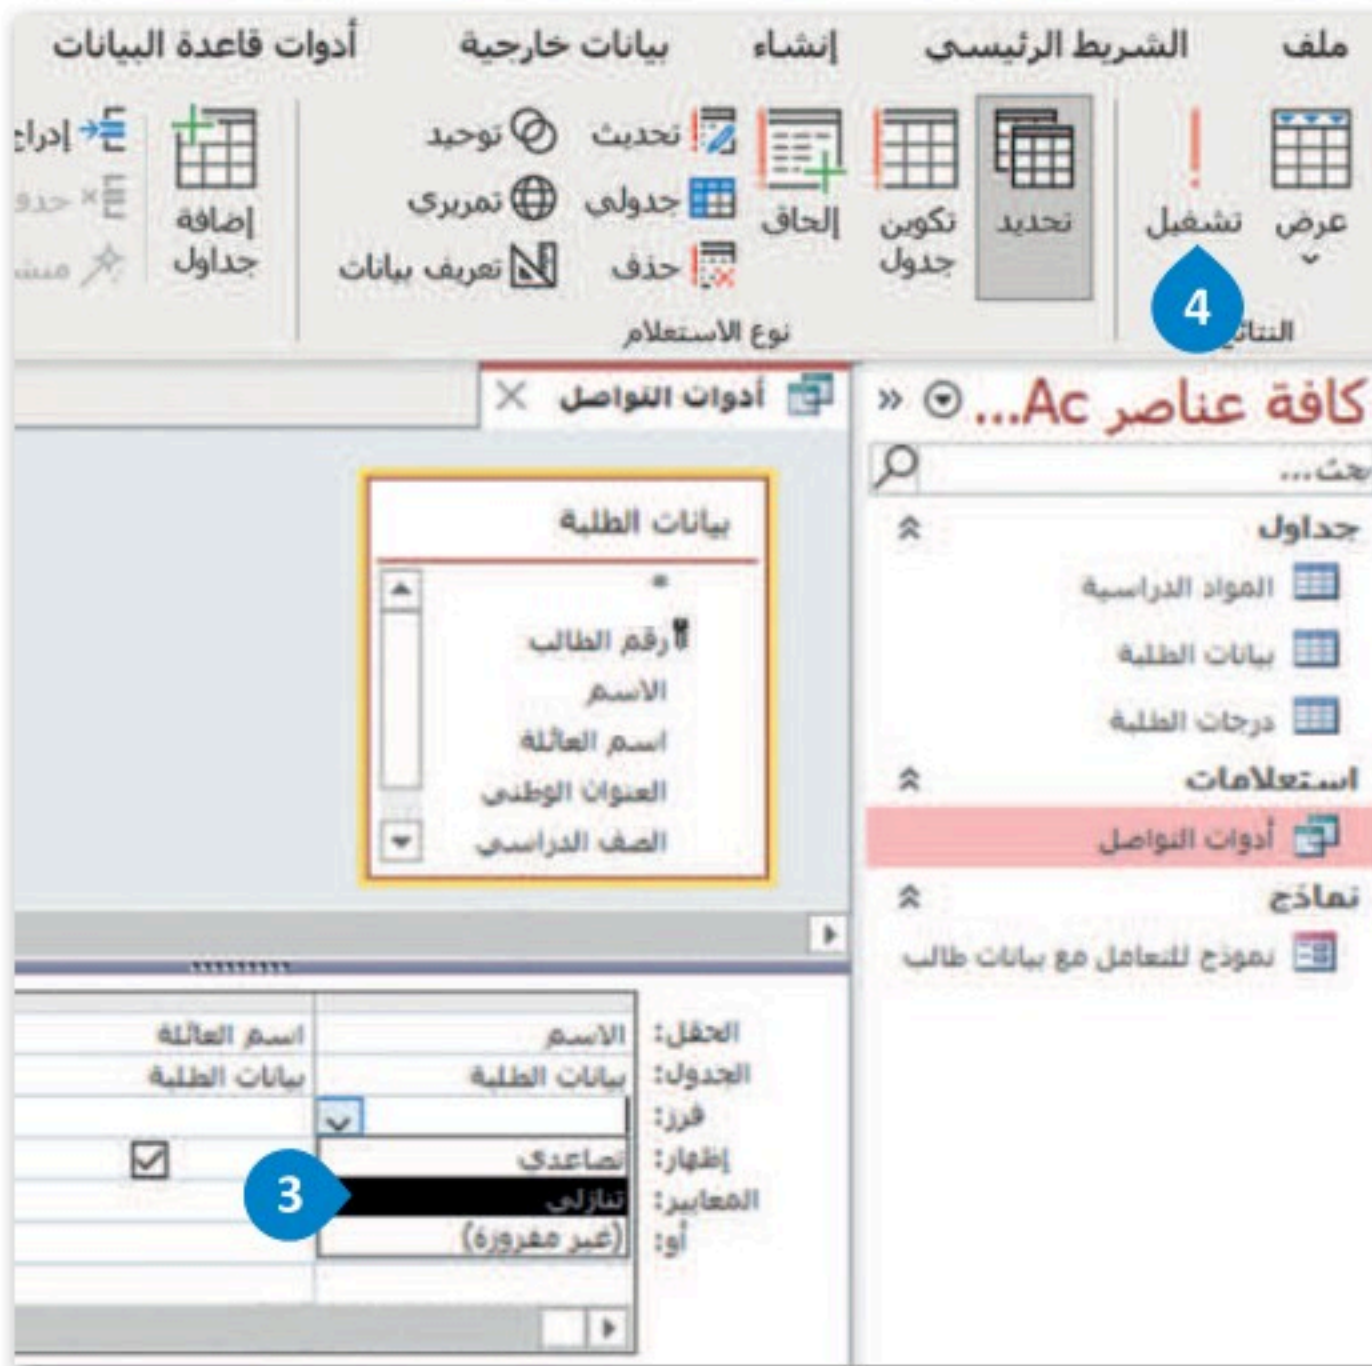 ملف الشريط الرئيسي إنشاء بيانات خارجية أدوات قاعدة البيانات
عرض
تشغيل
4
النتائج
تحديد
تكوين جدول
إلحاق
تحديث
جدولي
حذف
توحيد
تمريري
تعريف بيانات
نوع الاستعلام
إضافة جداول
إدراج
كافة عناصر Ac...
بحث...
جداول
المواد الدراسية
بيانات الطلبة
درجات الطلبة
استعلامات
أدوات التواصل
نماذج
نموذج للتعامل مع بيانات طالب
أدوات التواصل
بيانات الطلبة
*
رقم الطالب
الاسم
اسم العائلة
العنوان الوطني
الصف الدراسي
الحقل: الاسم اسم العائلة
الجدول: بيانات الطلبة بيانات الطلبة
فرز:
إظهار: تصاعدي
المعايير: تنازلي 3
أو: (غير مفروزة)